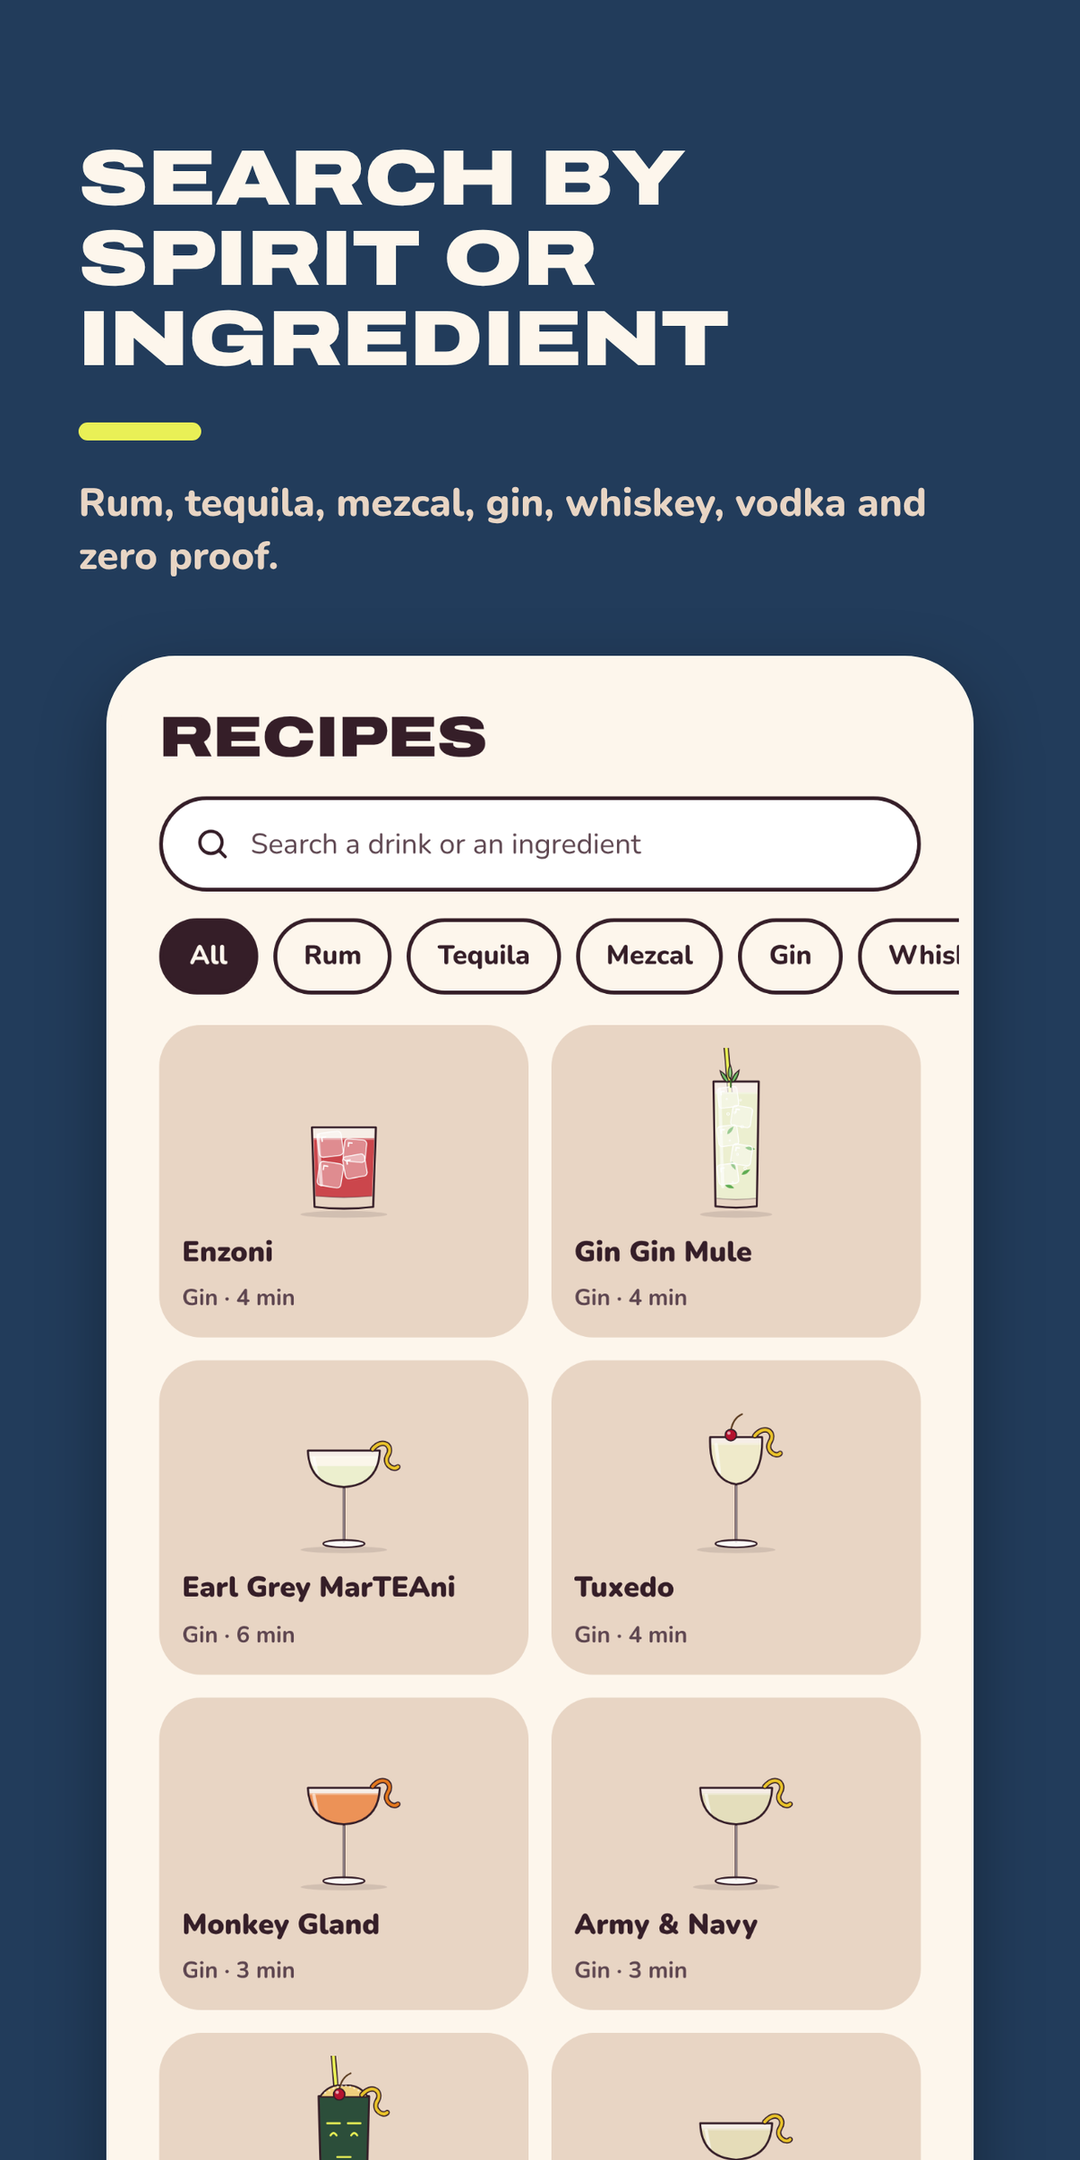 SEARCH BY
SPIRIT OR
INGREDIENT
Rum, tequila, mezcal, gin, whiskey, vodka and
zero proof.
RECIPES
Search a drink or an ingredient
All Rum Tequila Mezcal Gin Whisk
Enzoni
Gin · 4 min
Gin Gin Mule
Gin · 4 min
Earl Grey MarTEAni
Gin · 6 min
Tuxedo
Gin · 4 min
Monkey Gland
Gin · 3 min
Army & Navy
Gin · 3 min